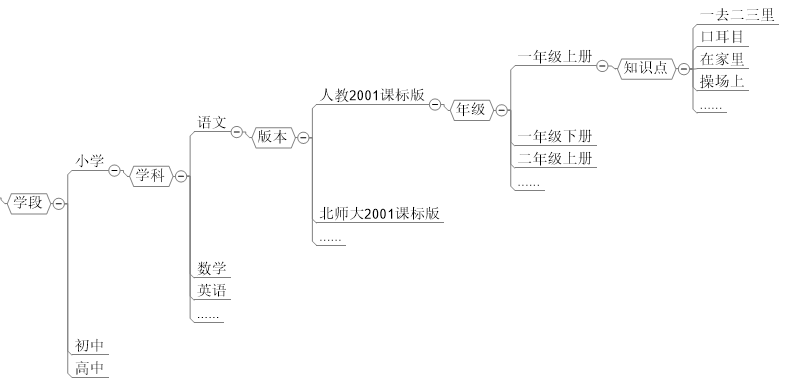 学段
小学
学科
语文
版本
人教2001课标版
年级
一年级上册
知识点
一去二三里
口耳目
在家里
操场上
......
一年级下册
二年级上册
......
北师大2001课标版
......
数学
英语
......
初中
高中